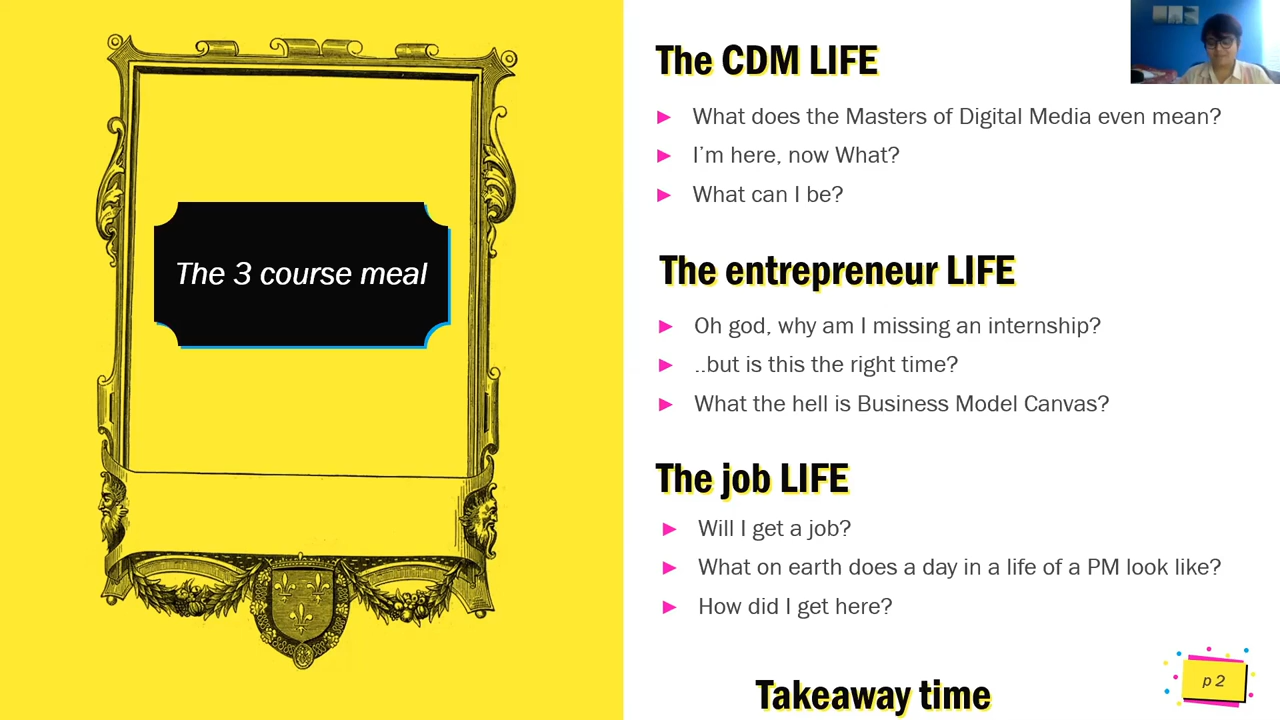 The 3 course meal
The CDM LIFE
What does the Masters of Digital Media even mean?
I'm here, now What?
What can I be?
The entrepreneur LIFE
Oh god, why am I missing an internship?
..but is this the right time?
What the hell is Business Model Canvas?
The job LIFE
Will I get a job?
What on earth does a day in a life of a PM look like?
How did I get here?
Takeaway time
p 2